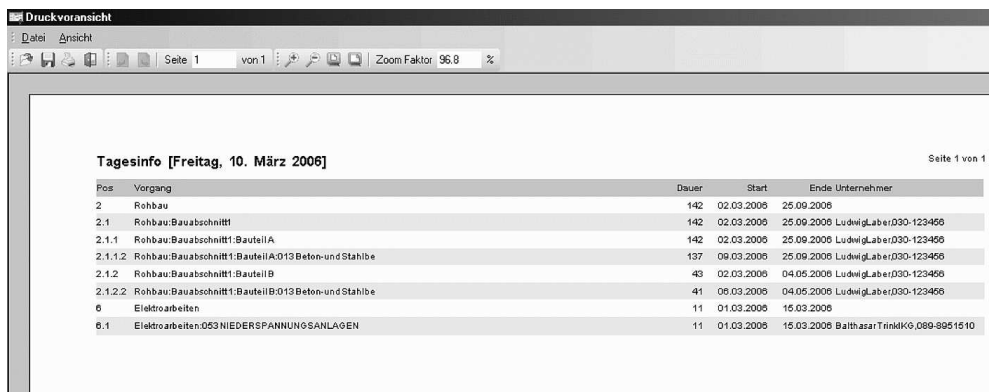 Druckvoransicht
Datei Ansicht
Seite 1 von 1 Zoom Faktor 96.8 %
Tagesinfo [Freitag, 10. März 2006] Seite 1 von 1
Pos Vorgang Dauer Start Ende Unternehmer
2 Rohbau 142 02.03.2006 25.09.2006
2.1 Rohbau:Bauabschnitt1 142 02.03.2006 25.09.2006 LudwigLaber,030-123456
2.1.1 Rohbau:Bauabschnitt1:BauteilA 142 02.03.2006 25.09.2006 LudwigLaber,030-123456
2.1.1.2 Rohbau:Bauabschnitt1:BauteilA:013 Beton-und Stahlbe 137 09.03.2006 25.09.2006 LudwigLaber,030-123456
2.1.2 Rohbau:Bauabschnitt1:BauteilB 43 02.03.2006 04.05.2006 LudwigLaber,030-123456
2.1.2.2 Rohbau:Bauabschnitt1:BauteilB:013 Beton-und Stahlbe 41 06.03.2006 04.05.2006 LudwigLaber,030-123456
6 Elektroarbeiten 11 01.03.2006 15.03.2006
6.1 Elektroarbeiten:053 NIEDERSPANNUNGSANLAGEN 11 01.03.2006 15.03.2006 BalthasarTrinklKG,089-8951510